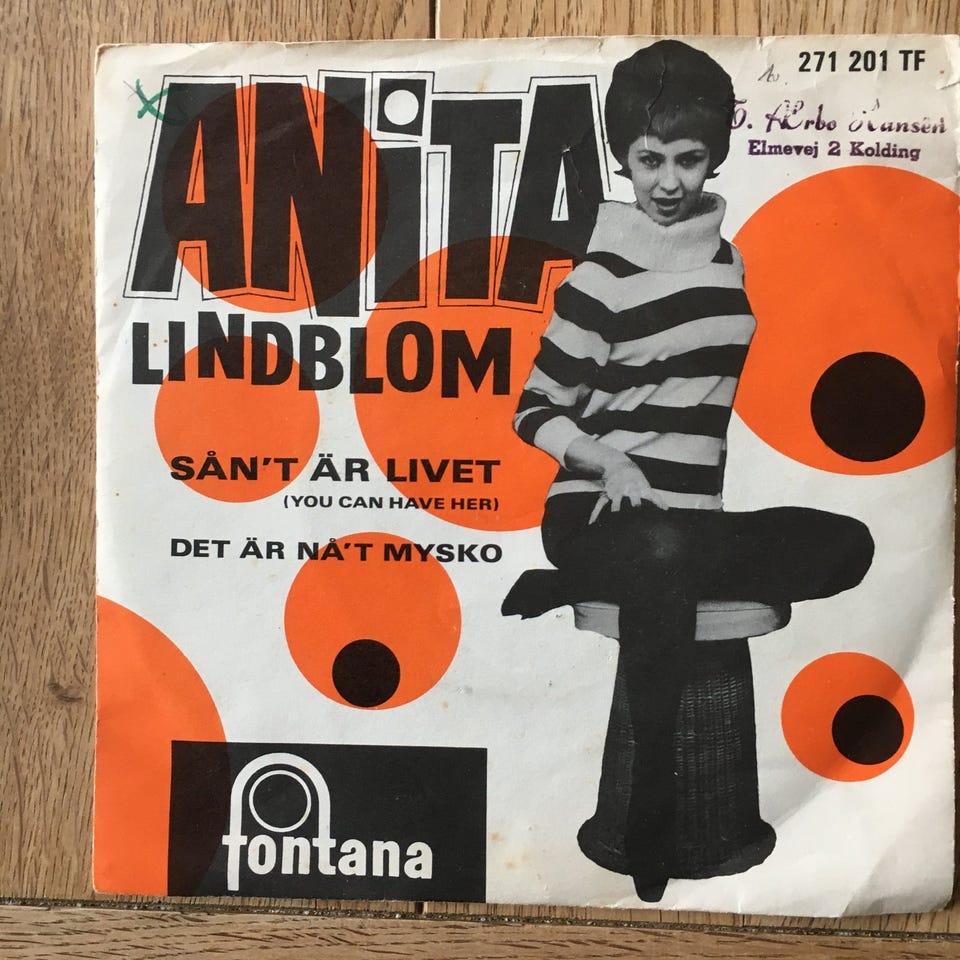 ANiTA
LINDBLOM
SÅN'T ÄR LIVET
(YOU CAN HAVE HER)
DET ÄR NÅ'T MYSKO
fontana
271 201 TF
Hansen
Elmevej 2 Kolding